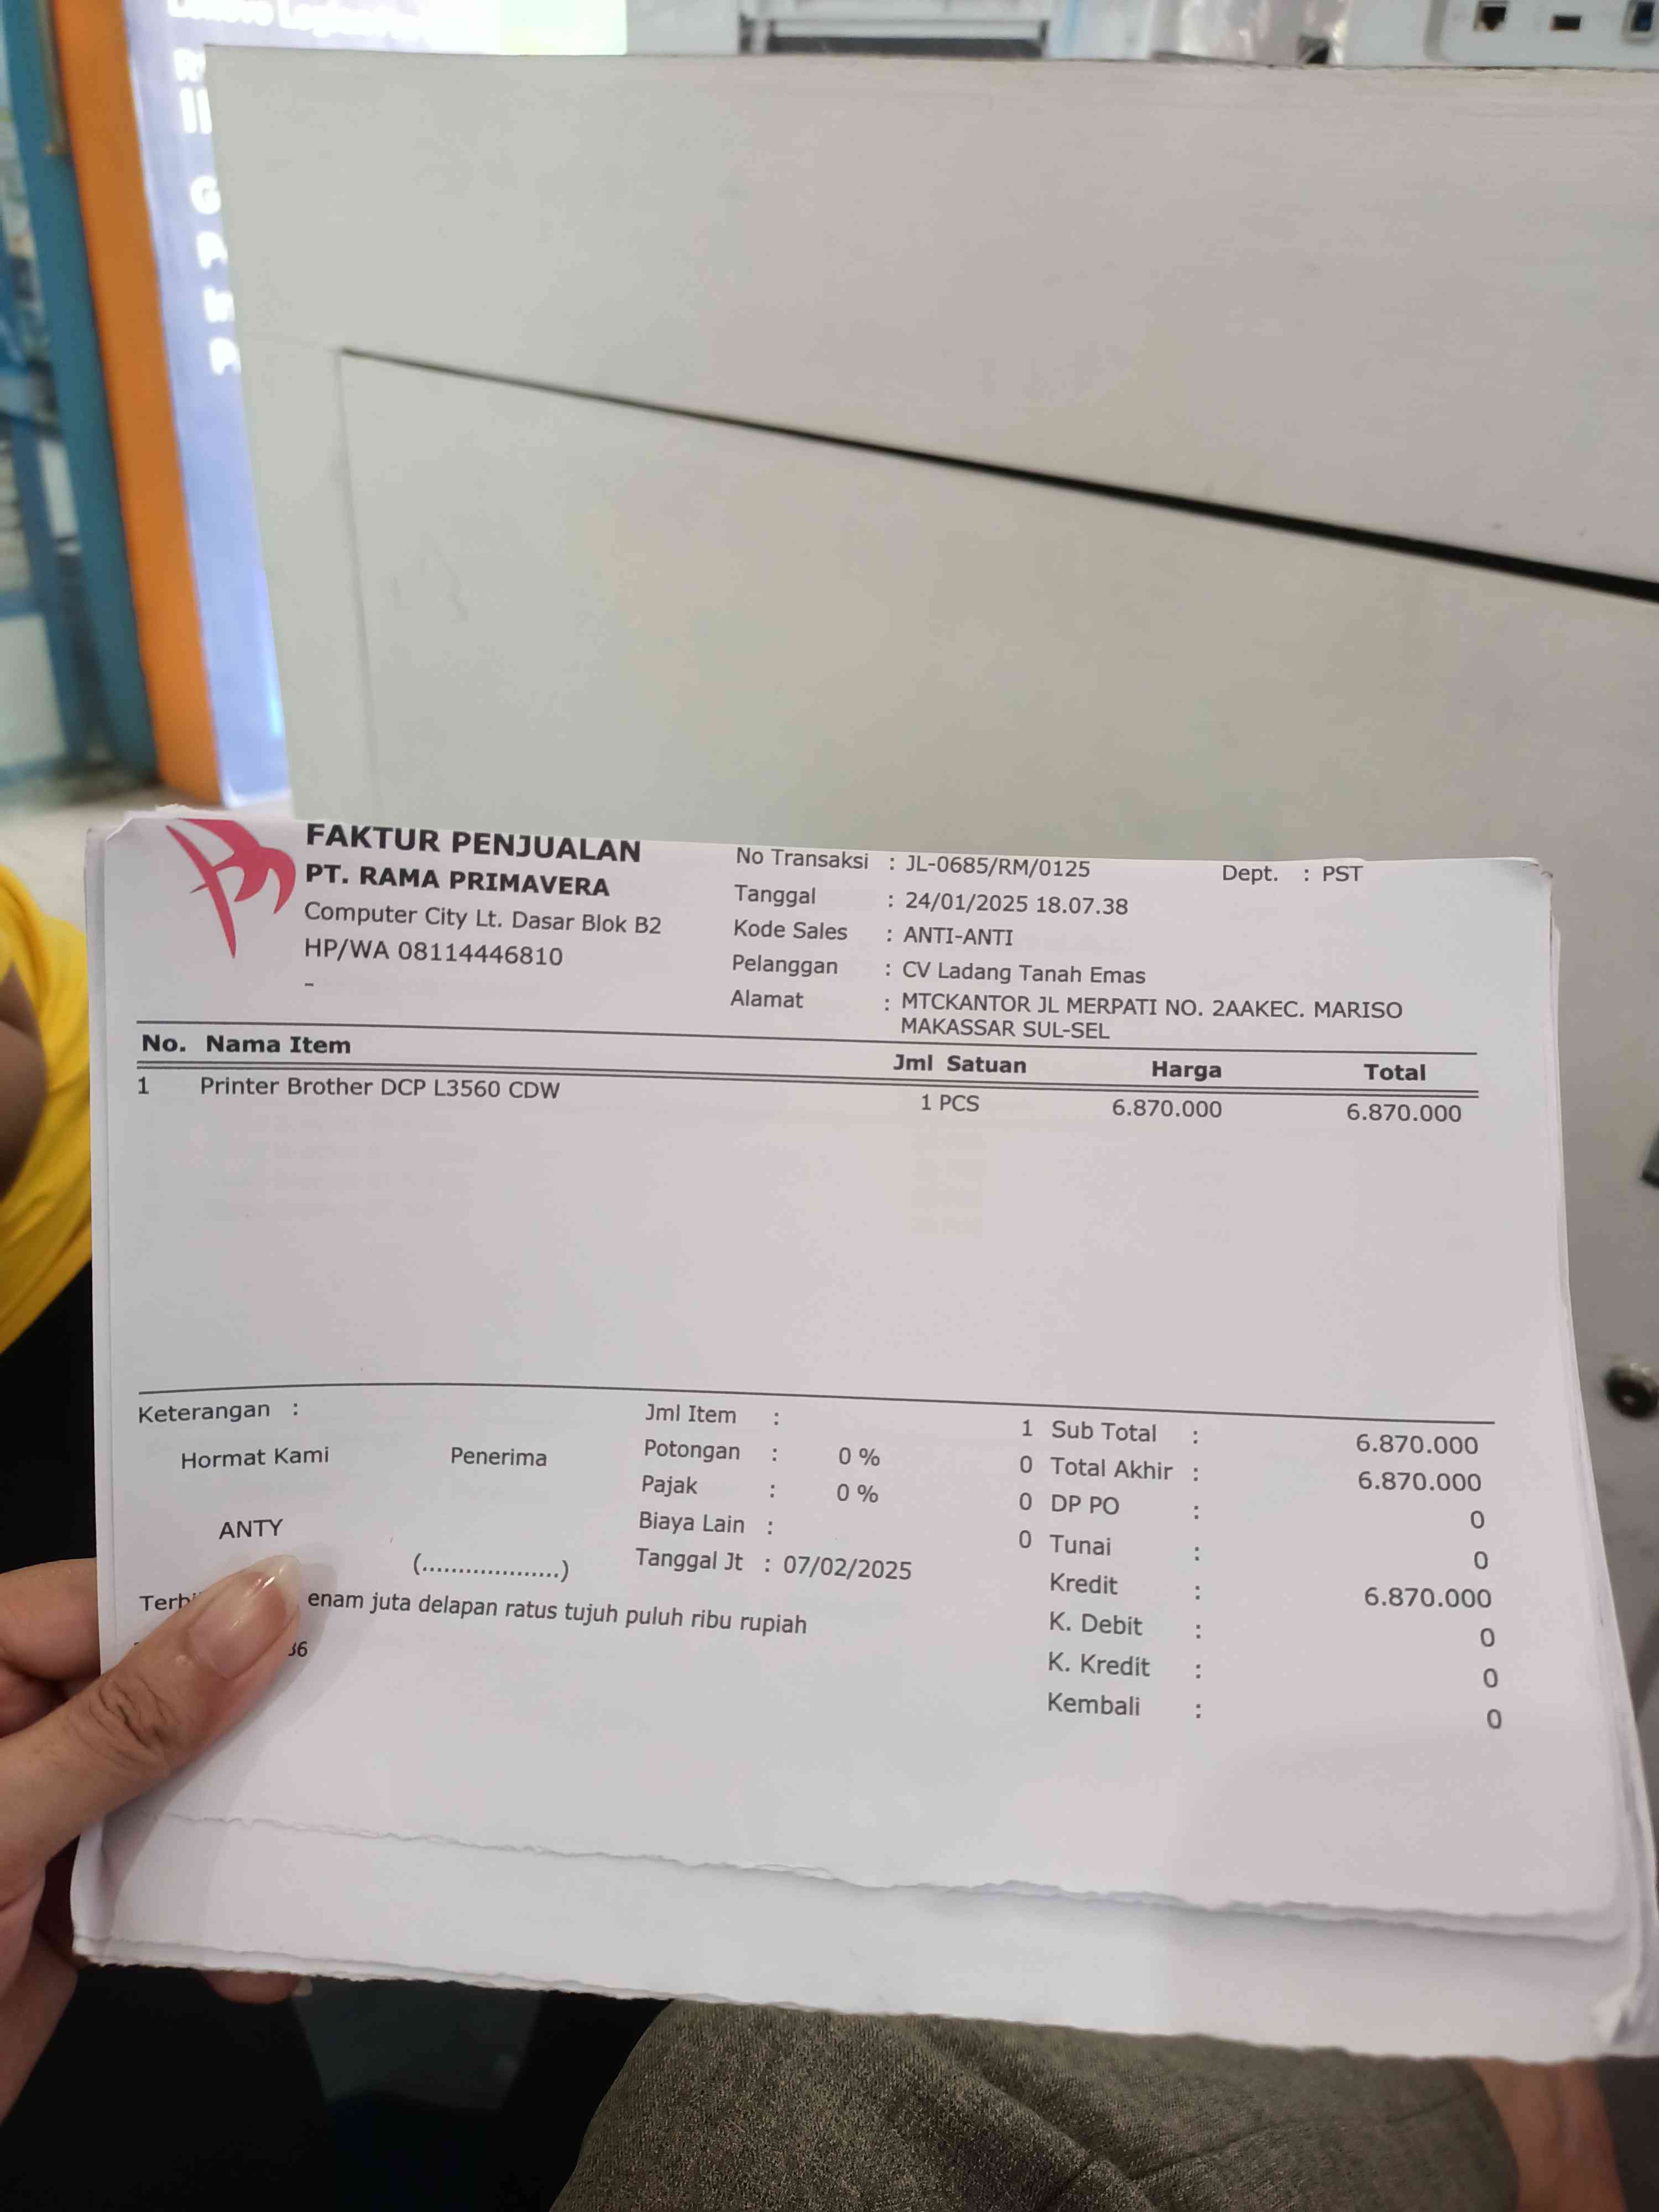 FAKTUR PENJUALAN
PT. RAMA PRIMAVERA
Computer City Lt. Dasar Blok B2
HP/WA 08114446810
-
No Transaksi : JL-0685/RM/0125 Dept. : PST
Tanggal : 24/01/2025 18.07.38
Kode Sales : ANTI-ANTI
Pelanggan : CV Ladang Tanah Emas
Alamat : MTCKANTOR JL MERPATI NO. 2AAKEC. MARISO
MAKASSAR SUL-SEL
No. Nama Item Jml Satuan Harga Total
1 Printer Brother DCP L3560 CDW 1 PCS 6.870.000 6.870.000
Keterangan :
Hormat Kami Penerima
ANTY
(...................)
Jml Item : 1
Potongan : 0 % 0
Pajak : 0 % 0
Biaya Lain : 0
Tanggal Jt : 07/02/2025
Sub Total : 6.870.000
Total Akhir : 6.870.000
DP PO : 0
Tunai : 0
Kredit : 6.870.000
K. Debit : 0
K. Kredit : 0
Kembali : 0
enam juta delapan ratus tujuh puluh ribu rupiah